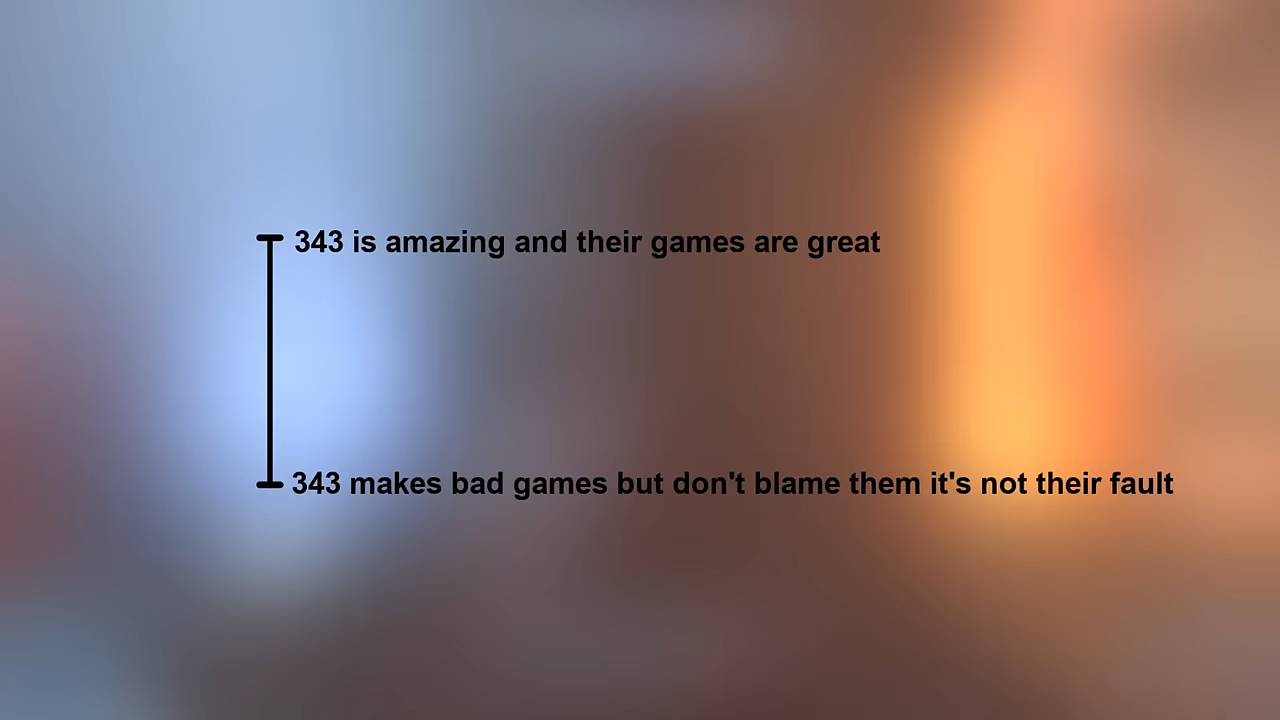 343 is amazing and their games are great
343 makes bad games but don't blame them it's not their fault